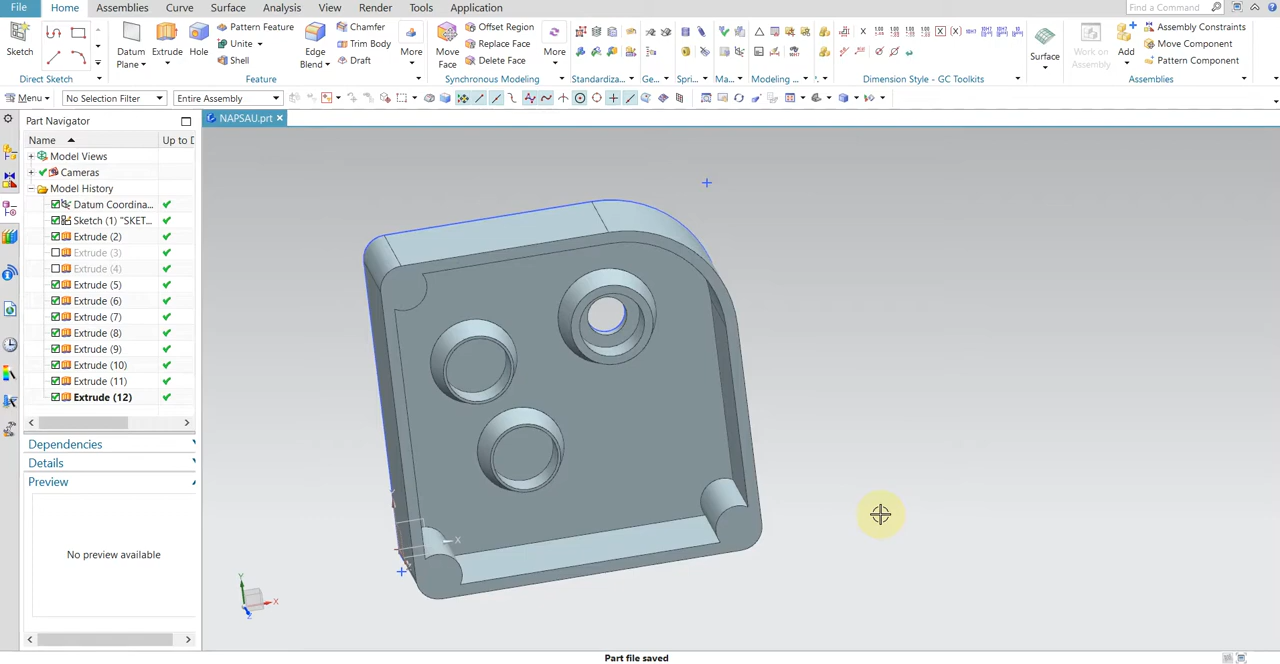 File Home Assemblies Curve Surface Analysis View Render Tools Application Find a Command
Sketch
Direct Sketch
Datum Plane
Extrude
Hole
Pattern Feature
Unite
Shell
Edge Blend
Chamfer
Trim Body
Draft
More
Feature
Move Face
Offset Region
Replace Face
Delete Face
More
Synchronous Modeling
Standardiza...
Ge...
Spri...
Ma...
Modeling ...
Dimension Style - GC Toolkits
Surface
Work on Assembly
Add
Assembly Constraints
Move Component
Pattern Component
Assemblies
Menu No Selection Filter Entire Assembly
Part Navigator
NAPSAU.prt
Name Up to D
Model Views
Cameras
Model History
Datum Coordina...
Sketch (1) "SKET...
Extrude (2)
Extrude (3)
Extrude (4)
Extrude (5)
Extrude (6)
Extrude (7)
Extrude (8)
Extrude (9)
Extrude (10)
Extrude (11)
Extrude (12)
Dependencies
Details
Preview
No preview available
X
Y
X
Z
Part file saved